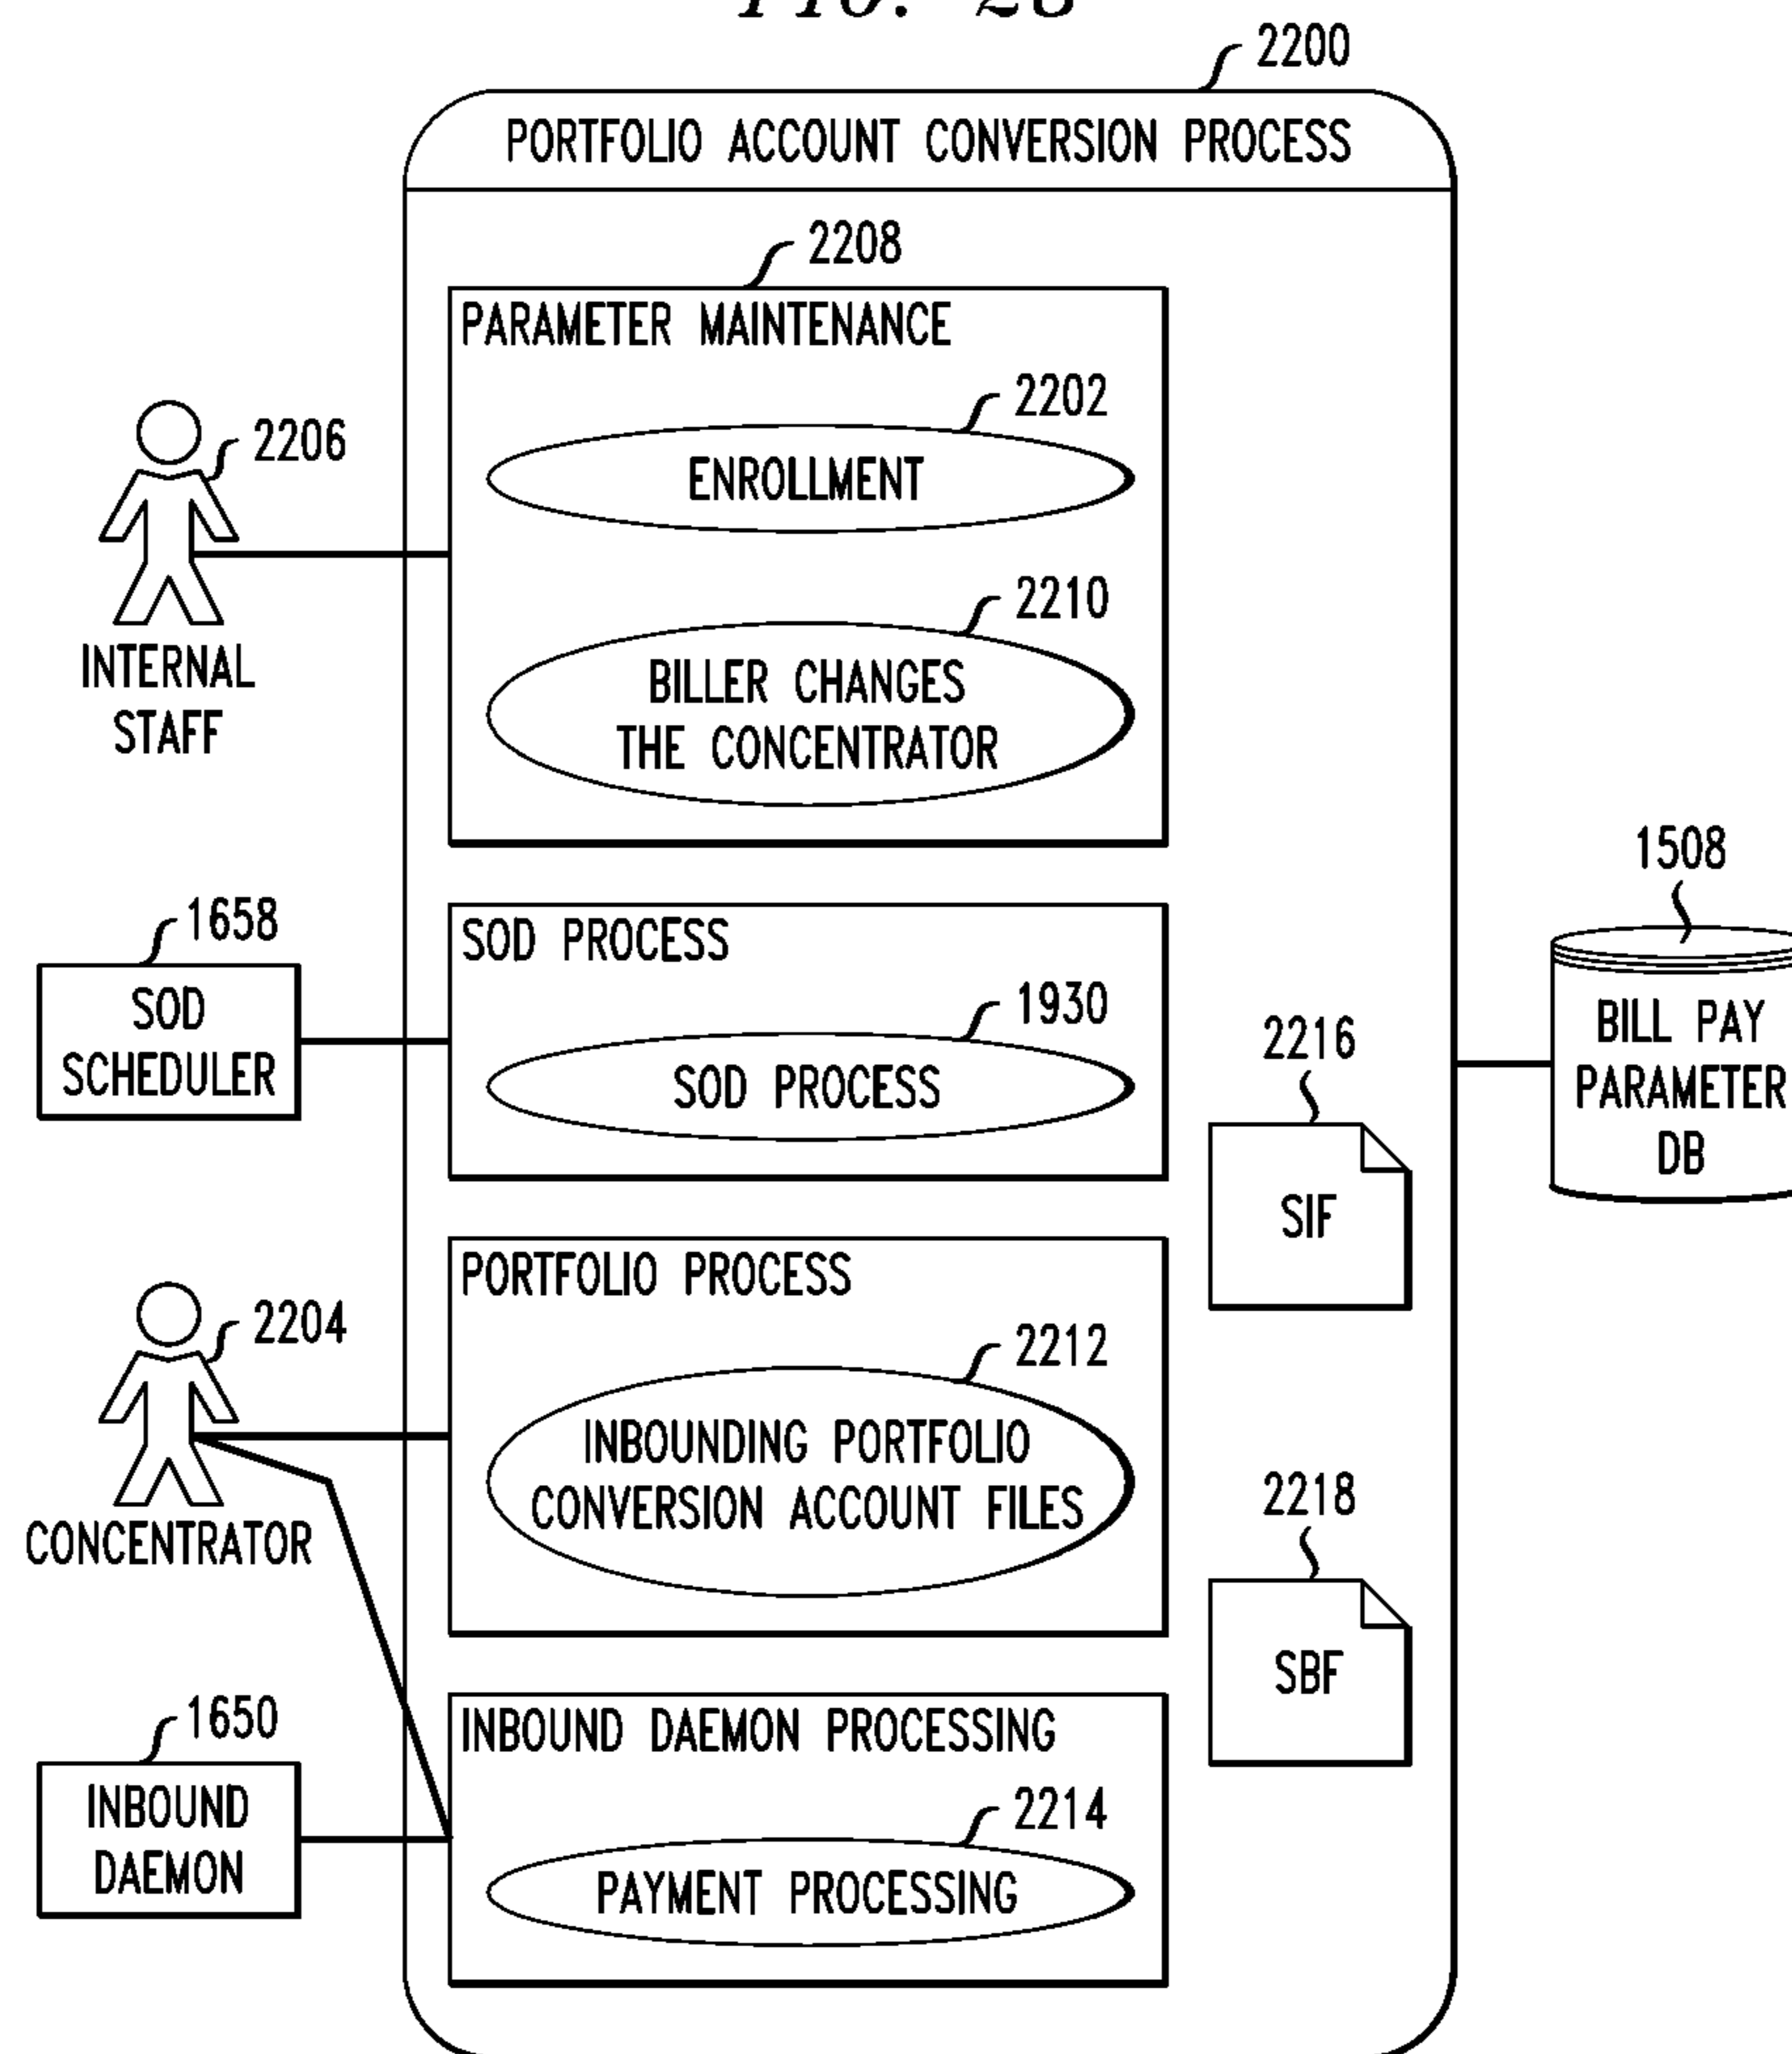 2200
PORTFOLIO ACCOUNT CONVERSION PROCESS
2208
PARAMETER MAINTENANCE
2202
ENROLLMENT
2206
INTERNAL
STAFF
2210
BILLER CHANGES
THE CONCENTRATOR
1658
SOD
SCHEDULER
SOD PROCESS
1930
SOD PROCESS
1508
BILL PAY
PARAMETER
DB
2216
SIF
2204
CONCENTRATOR
PORTFOLIO PROCESS
2212
INBOUNDING PORTFOLIO
CONVERSION ACCOUNT FILES
2218
SBF
1650
INBOUND
DAEMON
INBOUND DAEMON PROCESSING
2214
PAYMENT PROCESSING